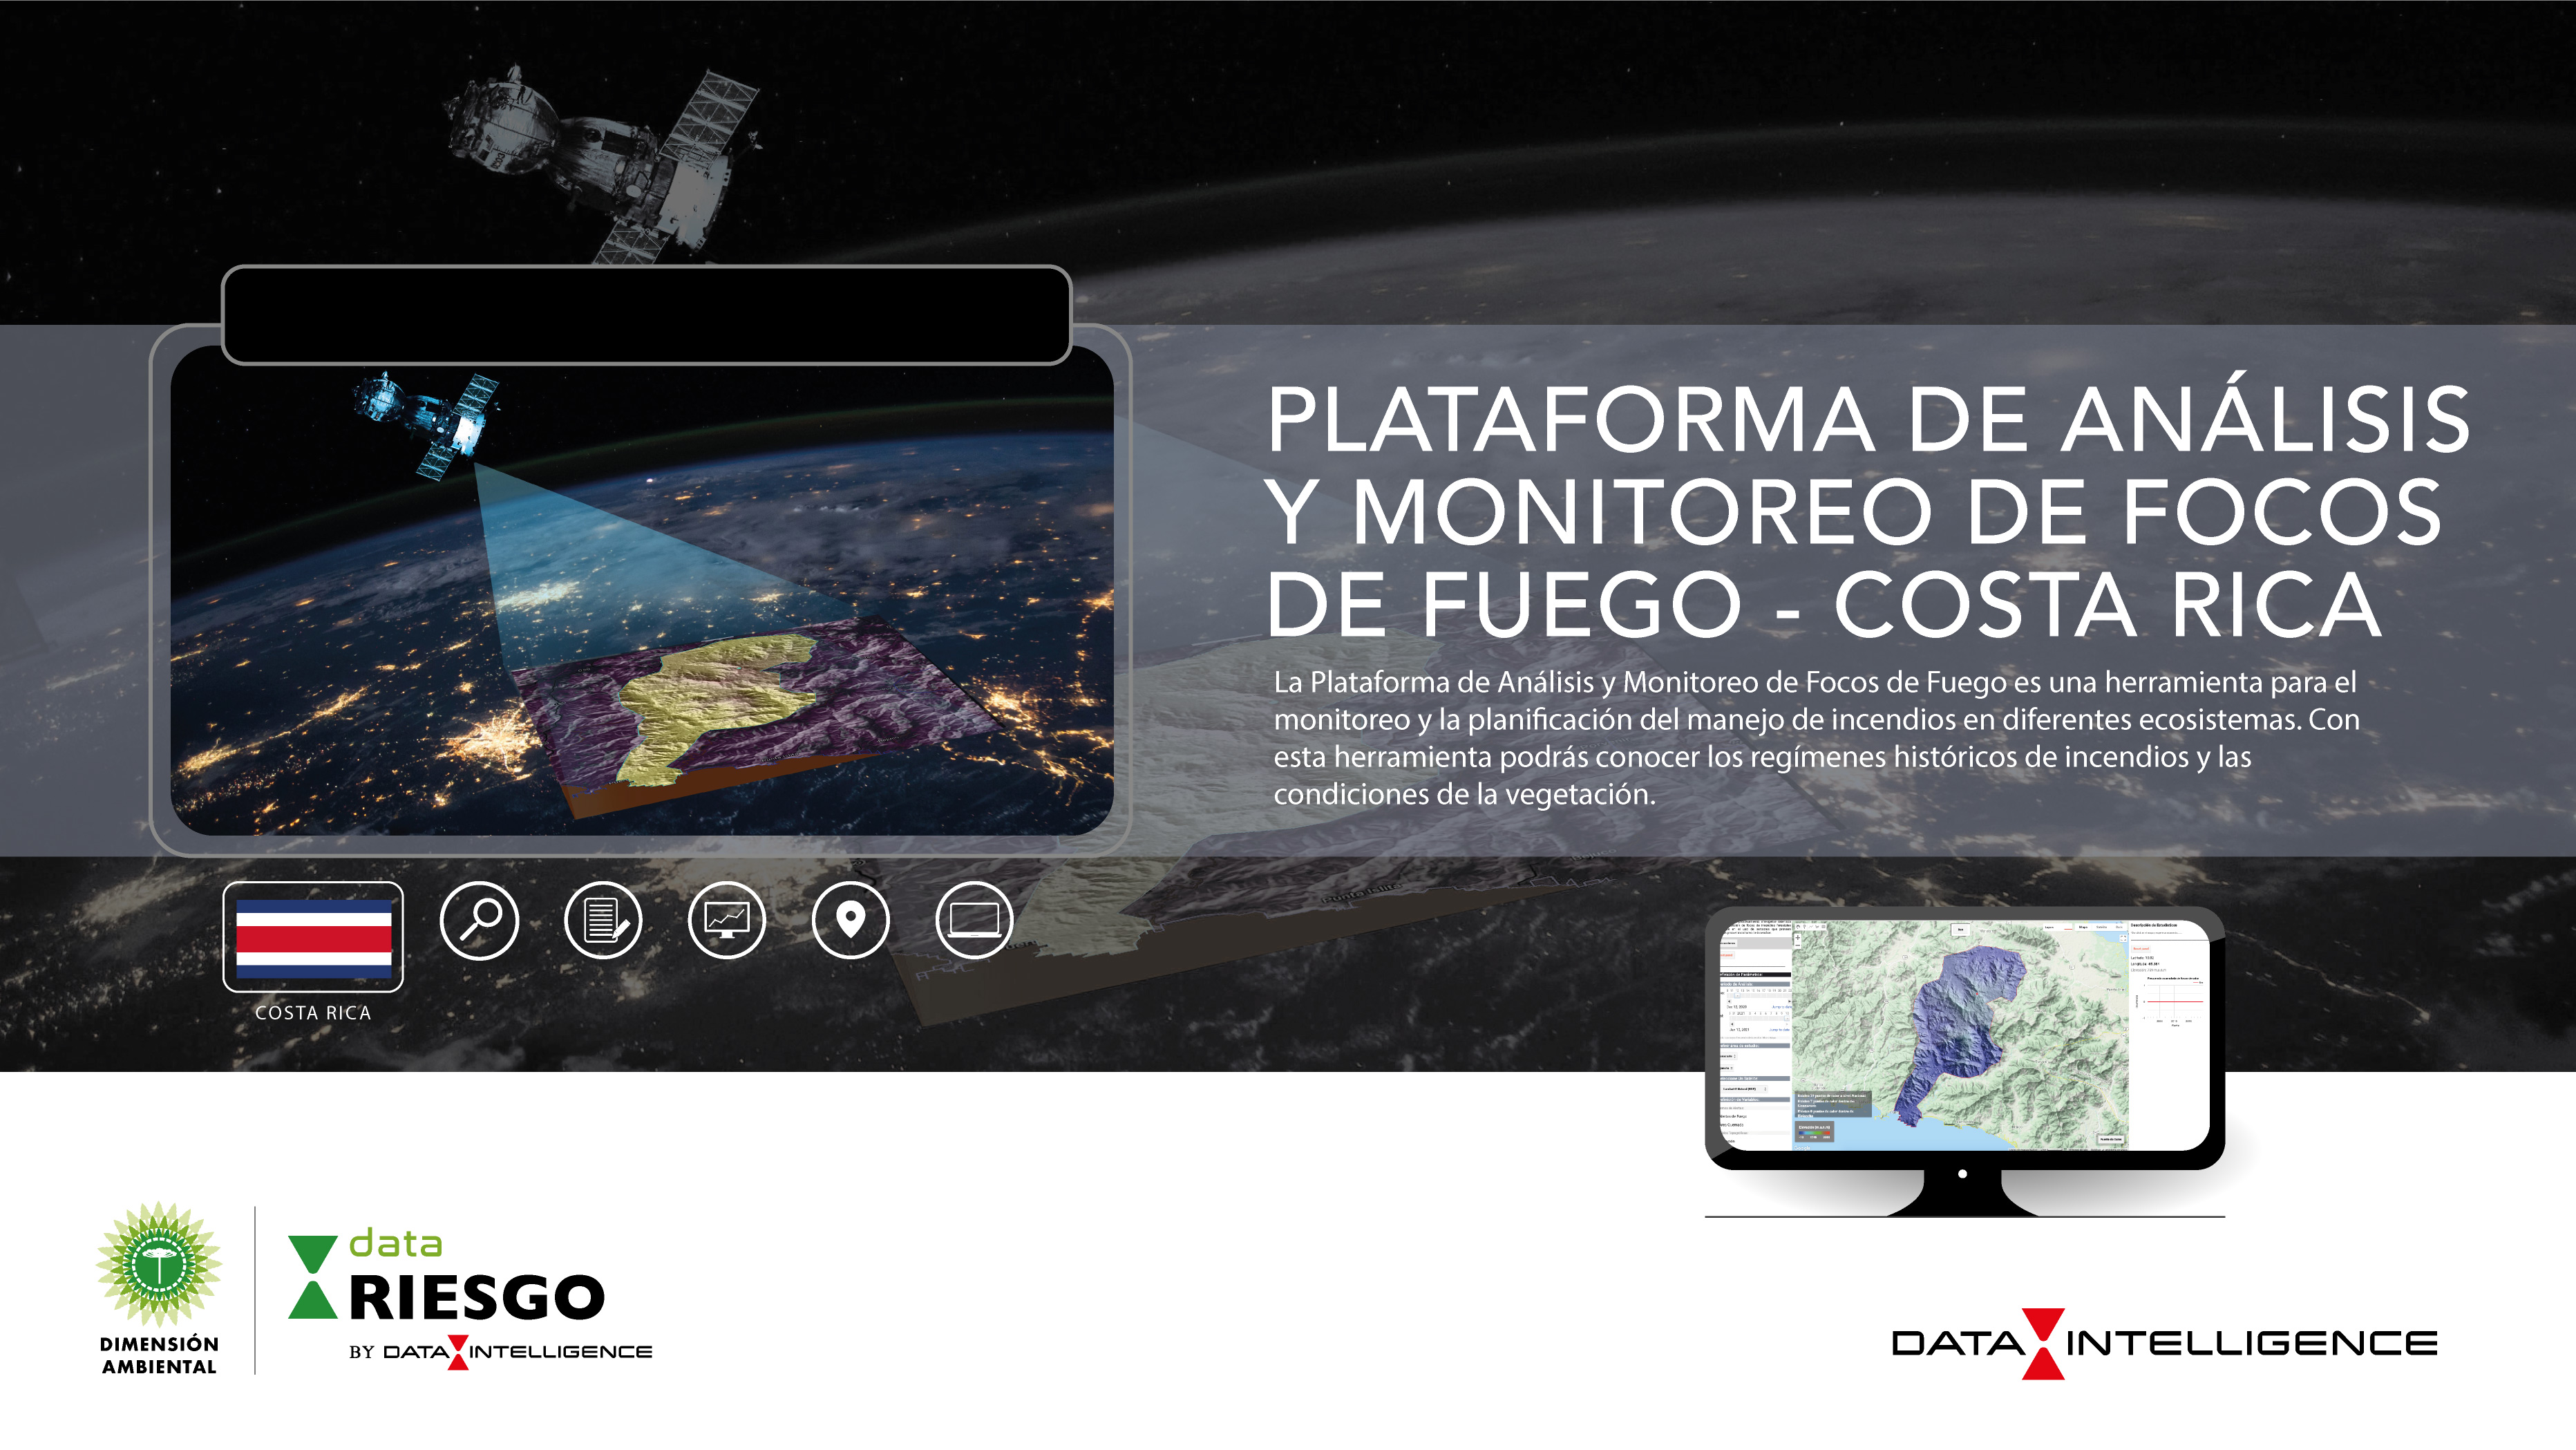 PLATAFORMA DE ANÁLISIS
Y MONITOREO DE FOCOS
DE FUEGO - COSTA RICA
La Plataforma de Análisis y Monitoreo de Focos de Fuego es una herramienta para el
monitoreo y la planificación del manejo de incendios en diferentes ecosistemas. Con
esta herramienta podrás conocer los regímenes históricos de incendios y las
condiciones de la vegetación.
COSTA RICA
DIMENSIÓN
AMBIENTAL
data
RIESGO
BY DATA INTELLIGENCE
DATA INTELLIGENCE